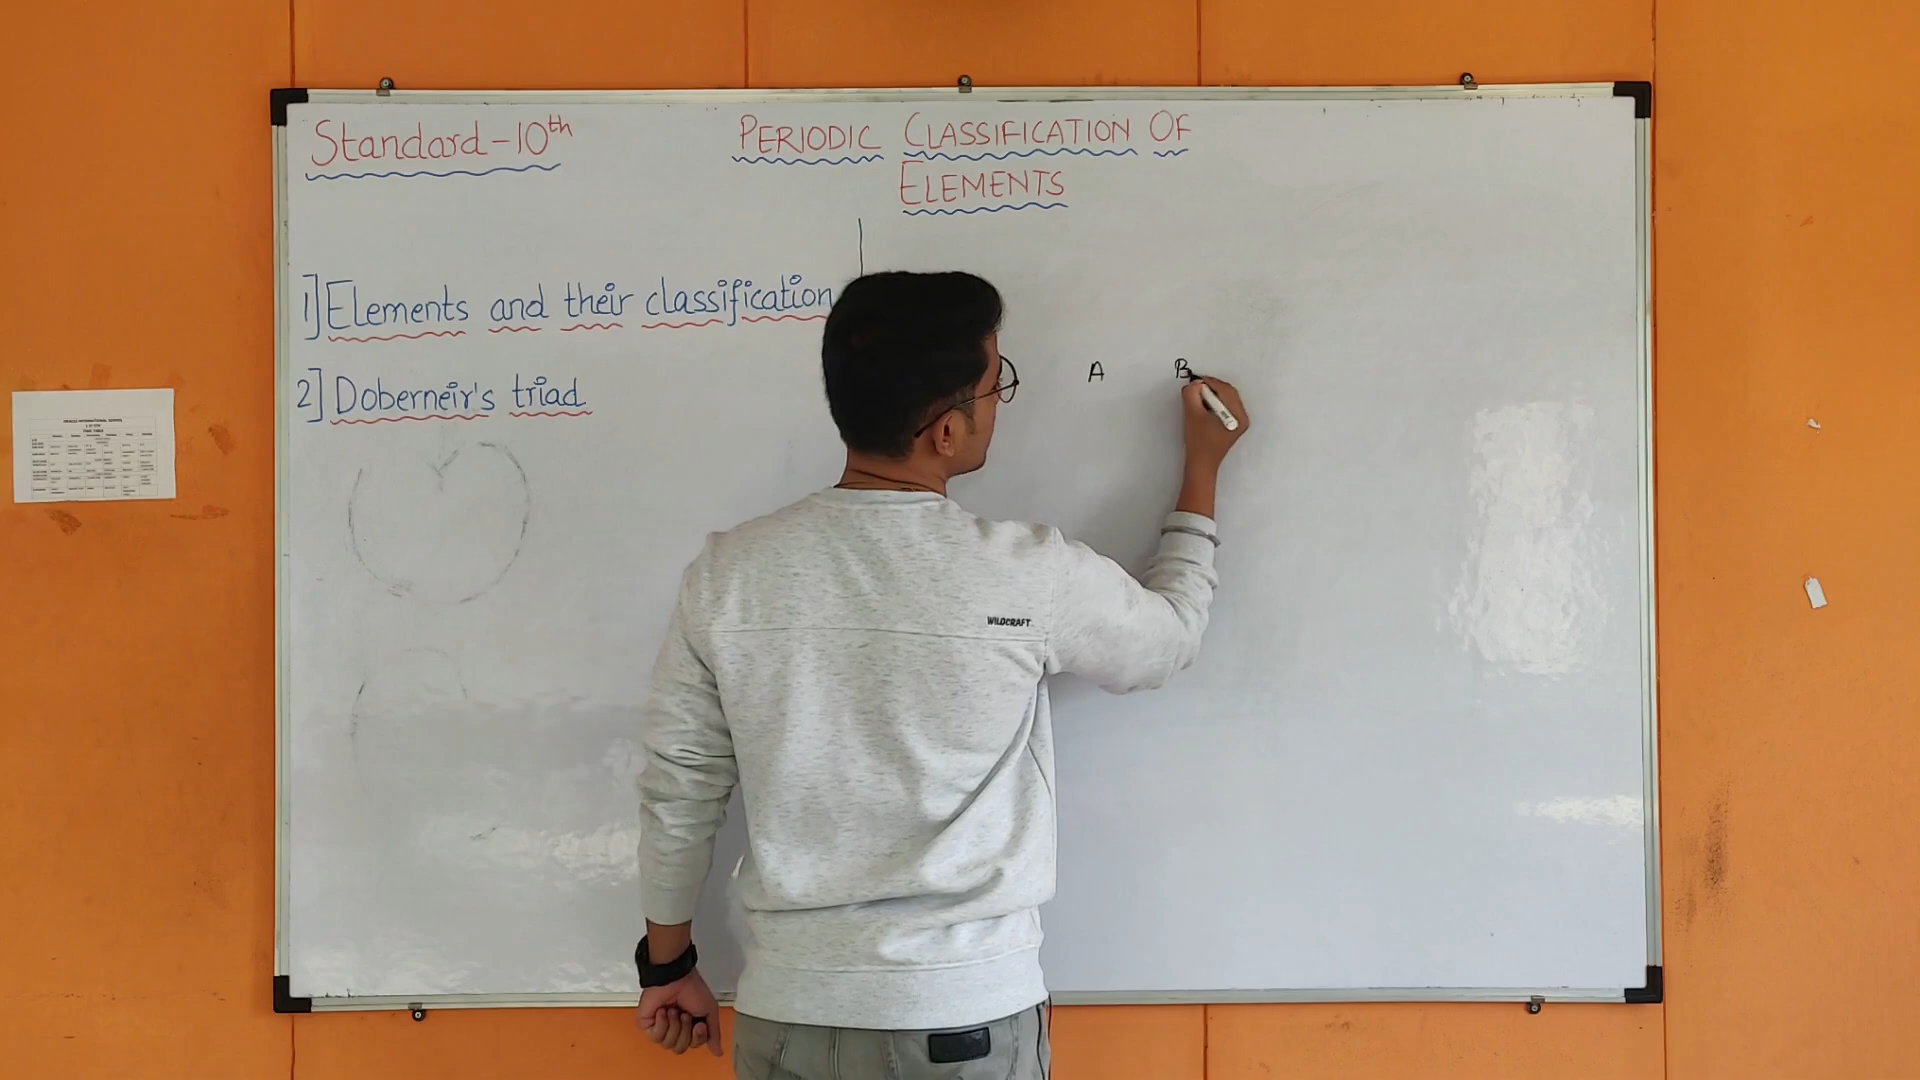 Standard-10th
PERIODIC CLASSIFICATION OF
ELEMENTS
1] Elements and their classification
2] Doberneir's triad
A B
WILDCRAFT